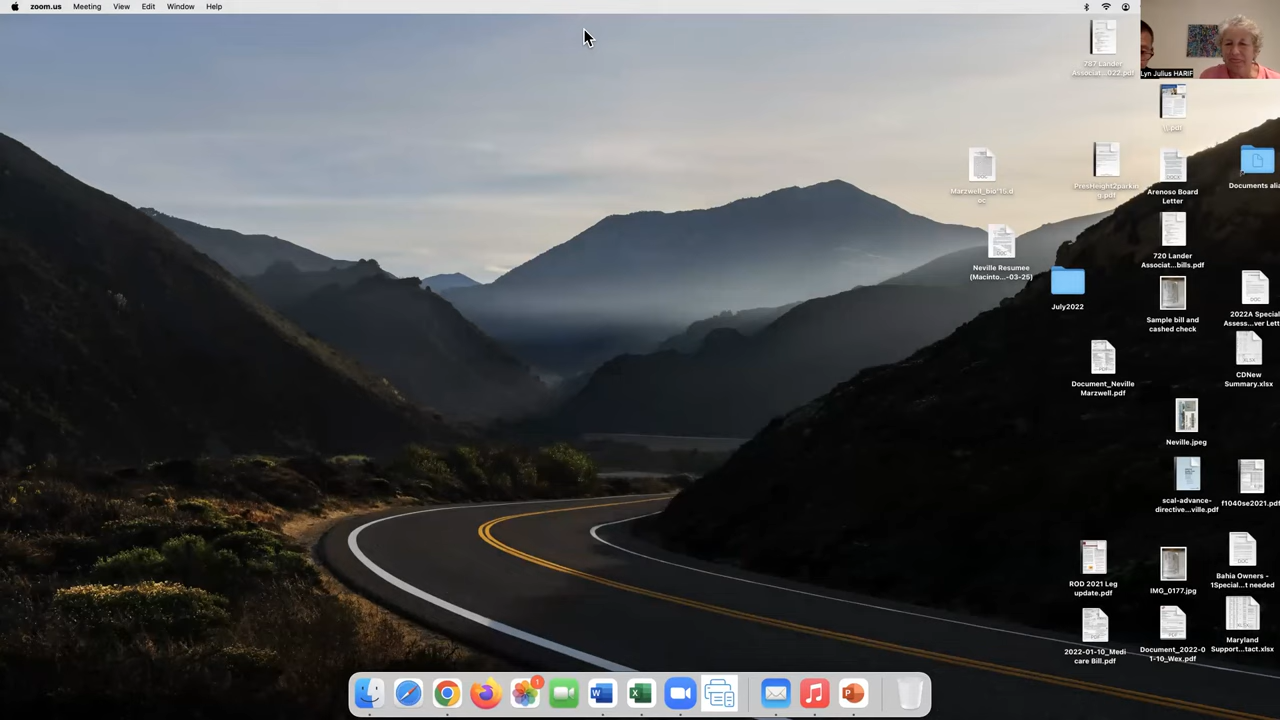 zoom.us Meeting View Edit Window Help
Lyn Julius HARIF
787 Lander
Associat...022.pdf
Marzwell_bio'15.d
oc
PresHeight2parkin
g.pdf
Arenoso Board
Letter
Documents alia
Neville Resumee
(Macinto...-03-25)
720 Lander
Associat...bills.pdf
July2022
Sample bill and
cashed check
2022A Special
Assess...ver Lett
Document_Neville
Marzwell.pdf
CDNew
Summary.xlsx
Neville.jpeg
scal-advance-
directive...ville.pdf
f1040se2021.pdf
ROD 2021 Leg
update.pdf
IMG_0177.jpg
Bahia Owners -
1Special...t needed
2022-01-10_Medi
care Bill.pdf
Document_2022-0
1-10_Wex.pdf
Maryland
Support...tact.xlsx
1